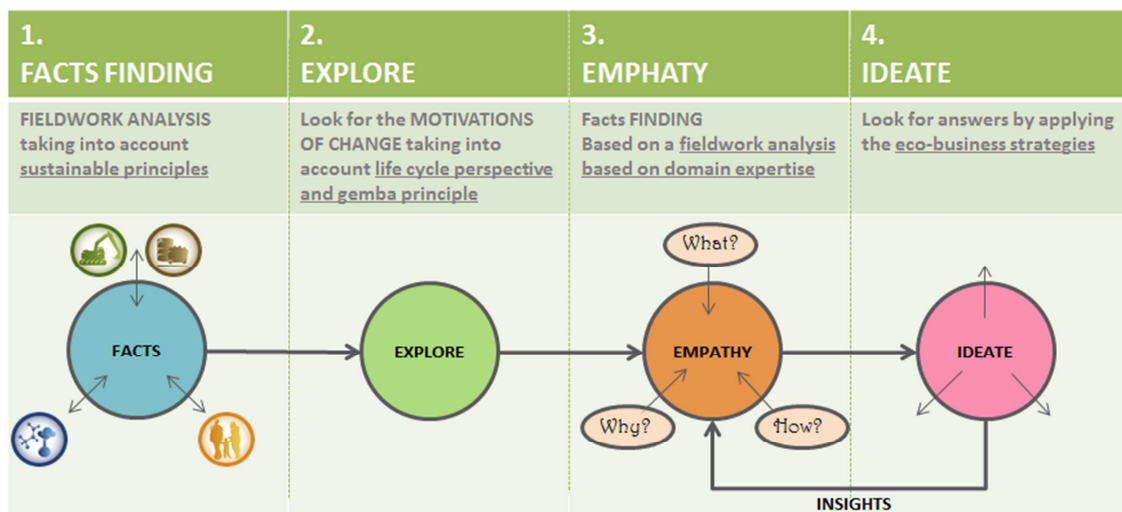 1.
FACTS FINDING
2.
EXPLORE
3.
EMPHATY
4.
IDEATE
FIELDWORK ANALYSIS
taking into account
sustainable principles
Look for the MOTIVATIONS
OF CHANGE taking into
account life cycle perspective
and gemba principle
Facts FINDING
Based on a fieldwork analysis
based on domain expertise
Look for answers by applying
the eco-business strategies
What?
FACTS
EXPLORE
EMPATHY
IDEATE
Why?
How?
INSIGHTS